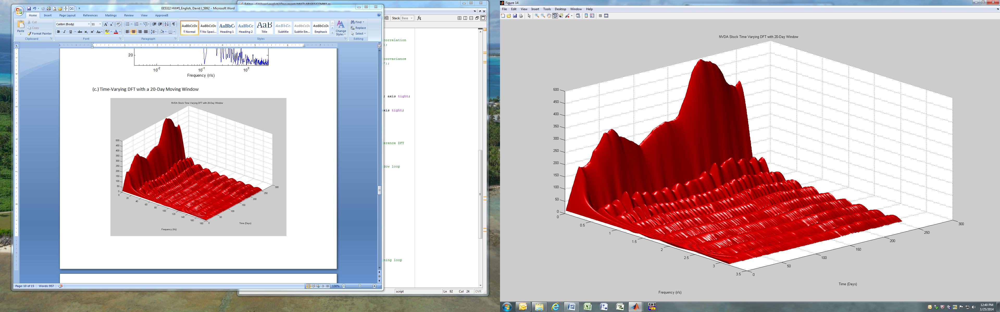 EE5322 HW#1,English, David J_5992 - Microsoft Word
Home Insert Page Layout References Mailings Review View ApproveIt
Paste
Cut
Copy
Format Painter
Clipboard
Calibri (Body) 11
B I U abc x₂ x² Aa
Font
Paragraph
AaBbCcDc AaBbCcDc AaBbC AaBbCc AaB AaBbCc. AaBbCcDc AaBbCcDc
¶ Normal ¶ No Spaci... Heading 1 Heading 2 Title Subtitle Subtle Em... Emphasis
Change Styles
Styles
Find
Replace
Select
Editing
20
10-2 10-1 100
Frequency (r/s)
(c.) Time-Varying DFT with a 20-Day Moving Window
NVDA Stock Time Varying DFT with 20-Day Window
500
450
400
350
300
250
200
150
100
50
0
0 20 40 60 80 100 120 140 160 180
0 50 100 150 200 250 300
Time (Days)
Frequency (Hz)
Page: 10 of 15 Words: 957 130%
Editor - C:\Users\englishj\Documents\MATLAB\EE5322HW1.m
Stack: Base fx
correlation
);
ocovariance
");
; axis tight;
xis tight;
erence DFT
dow loop
ning loop
script Ln 92 Col 24 OVR
Figure 14
File Edit View Insert Tools Desktop Window Help
NVDA Stock Time Varying DFT with 20-Day Window
500
450
400
350
300
250
200
150
100
50
0
0 0.5 1 1.5 2 2.5 3 3.5
0 50 100 150 200 250 300
Time (Days)
Frequency (r/s)
AWR
12:40 PM
1/25/2014